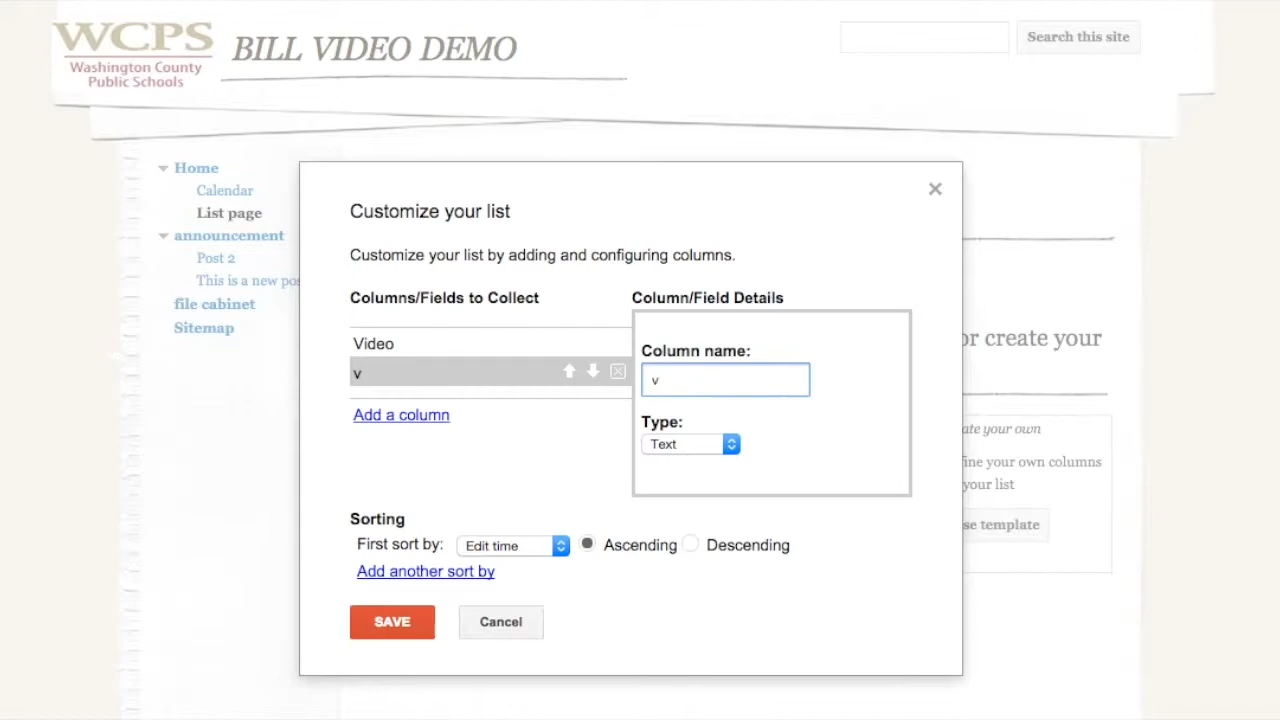 WCPS
Washington County
Public Schools
BILL VIDEO DEMO
Search this site
Home
Calendar
List page
announcement
Post 2
This is a new pos
file cabinet
Sitemap
Customize your list
Customize your list by adding and configuring columns.
Columns/Fields to Collect
Video
v
Add a column
Column/Field Details
Column name:
v
Type:
Text
Sorting
First sort by: Edit time Ascending Descending
Add another sort by
SAVE Cancel
or create your
ate your own
fine your own columns
your list
se template